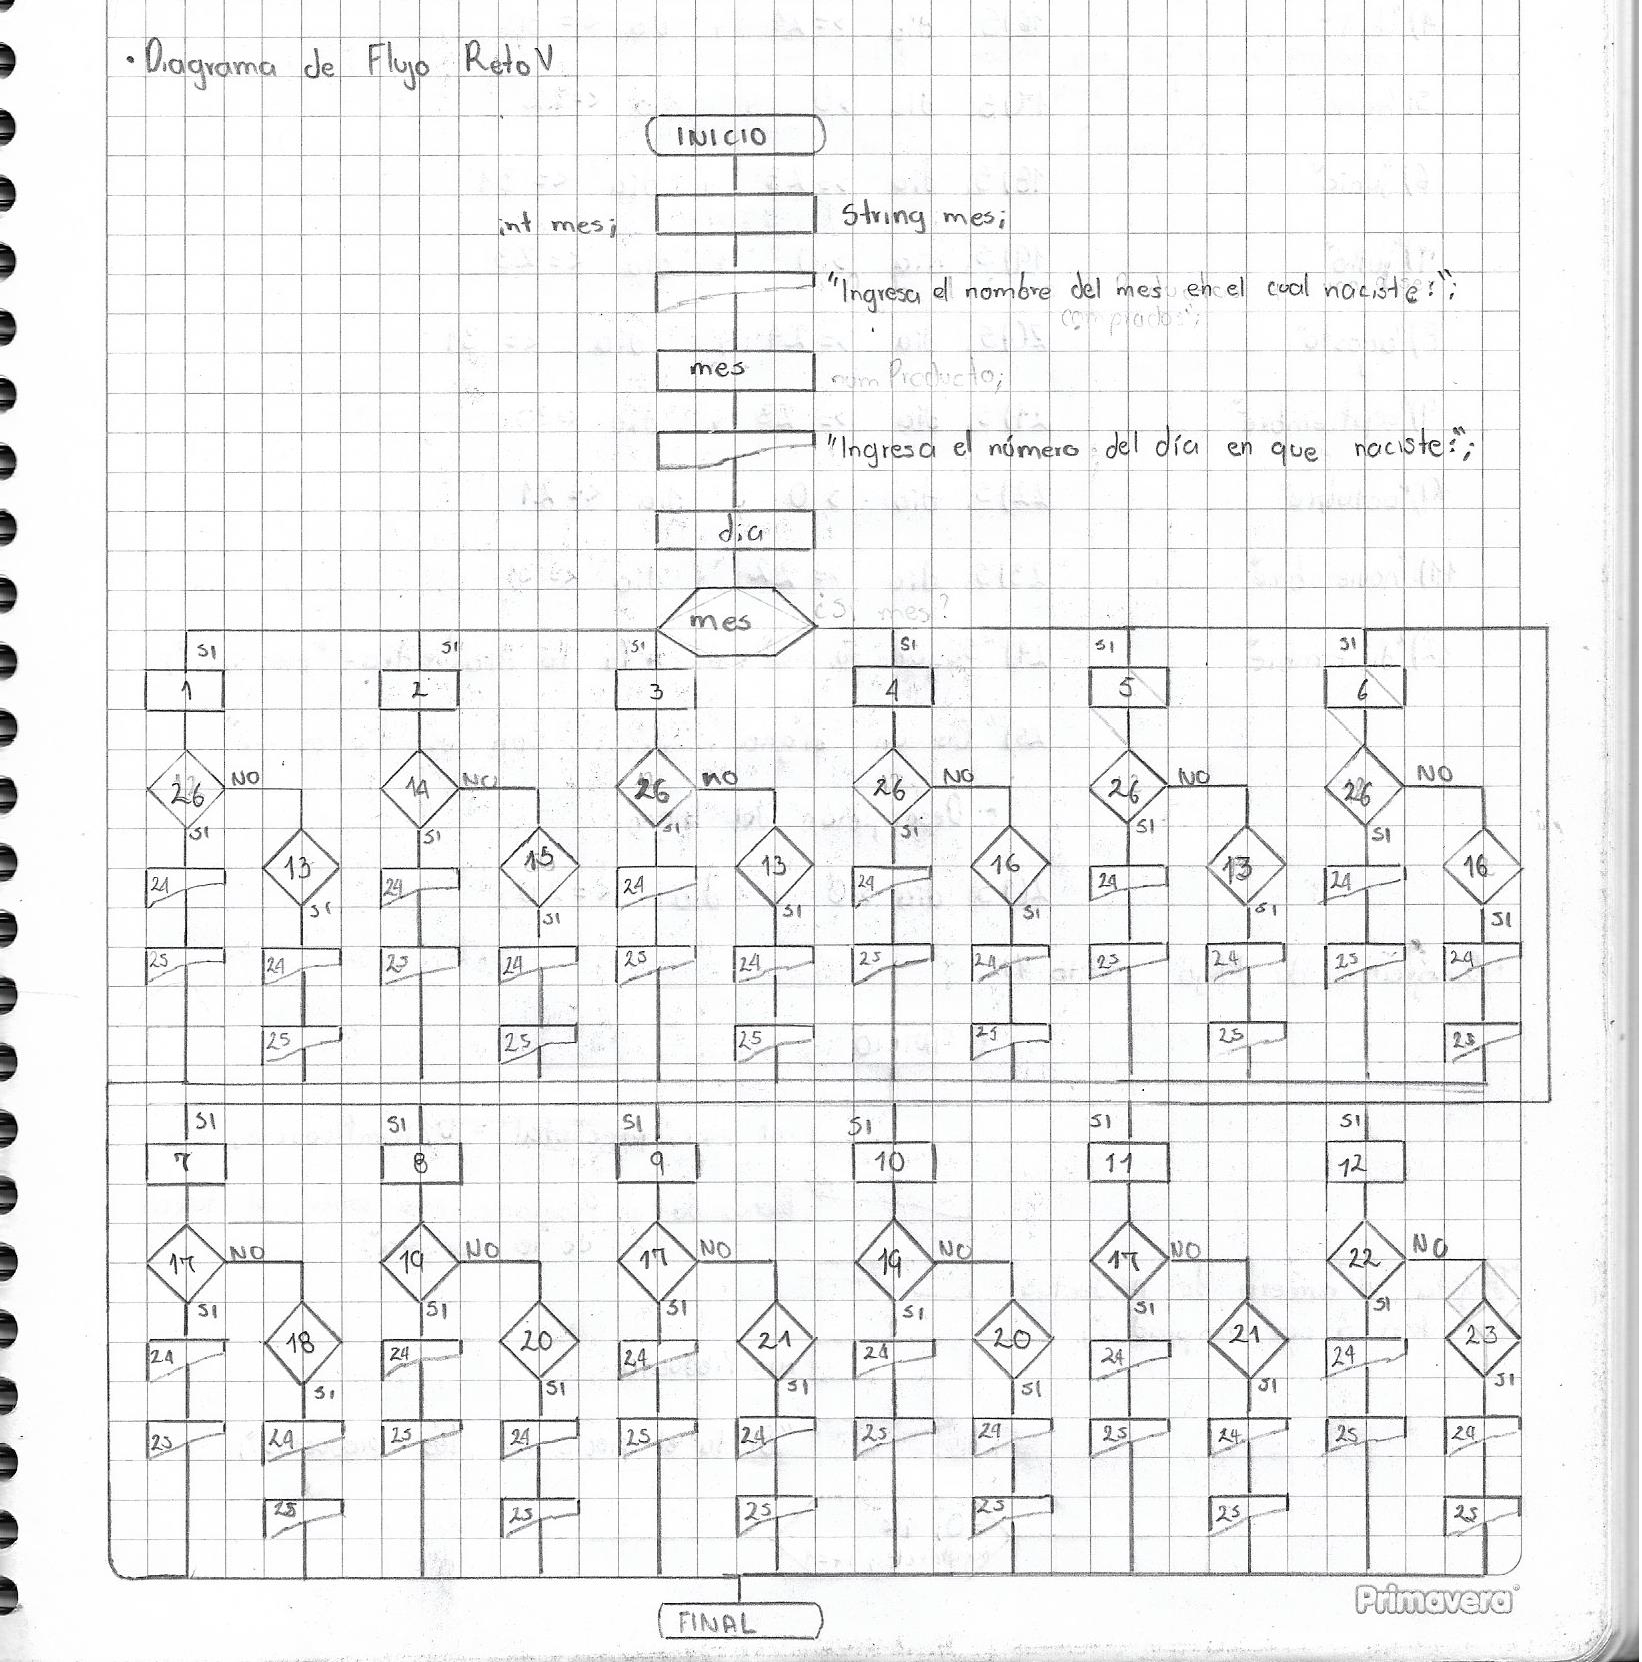 · Diagrama de Flujo Reto V
INICIO
int mes; String mes;
"Ingresa el nombre del mes en el cual naciste:";
comprados:";
mes num Producto;
"Ingresa el número del día en que naciste:";
dia
mes ¿Si mes?
SI SI SI SI SI SI
1 2 3 4 5 6
26 NO 14 NO 26 NO 26 NO 26 NO 26 NO
SI SI SI SI SI SI
24 13 24 15 24 13 24 16 24 13 24 16
SI SI SI SI SI SI
25 24 25 24 25 24 25 24 25 24 25 24
25 25 25 25 25 25
SI SI SI SI SI SI
7 8 9 10 11 12
17 NO 19 NO 17 NO 19 NO 17 NO 22 NO
SI SI SI SI SI SI
24 18 24 20 24 21 24 20 24 21 24 23
SI SI SI SI SI SI
25 24 25 24 25 24 25 24 25 24 25 24
25 25 25 25 25 25
Primavera
FINAL